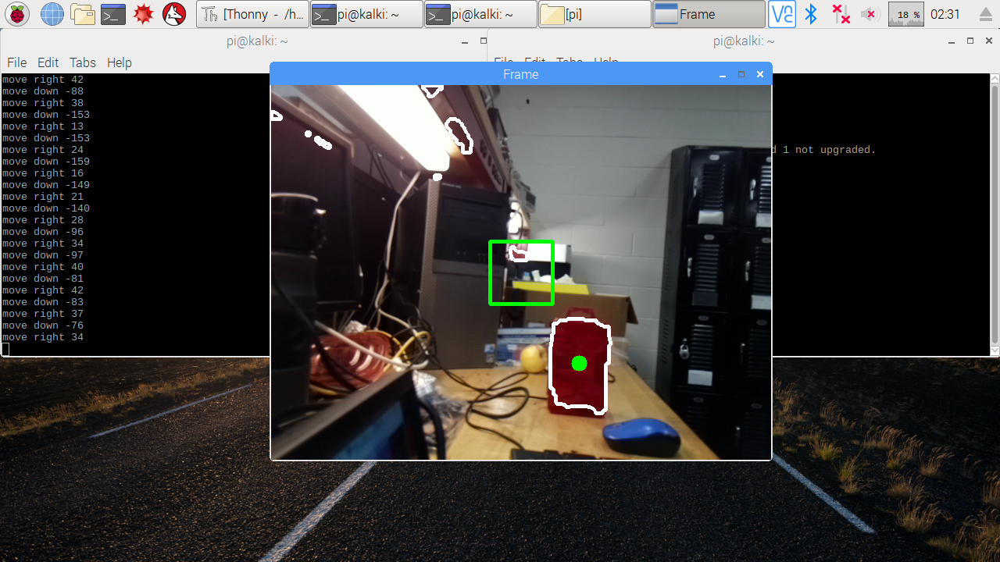 [Thonny - /h...
pi@kalki: ~
pi@kalki: ~
[pi]
Frame
18 %
02:31
pi@kalki: ~
File Edit Tabs Help
move right 42
move down -88
move right 38
move down -153
move right 13
move down -153
move right 24
move down -159
move right 16
move down -149
move right 21
move down -140
move right 28
move down -96
move right 34
move down -97
move right 40
move down -81
move right 42
move down -83
move right 37
move down -76
move right 34
pi@kalki: ~
File Edit Tabs Help
d 1 not upgraded.
Frame